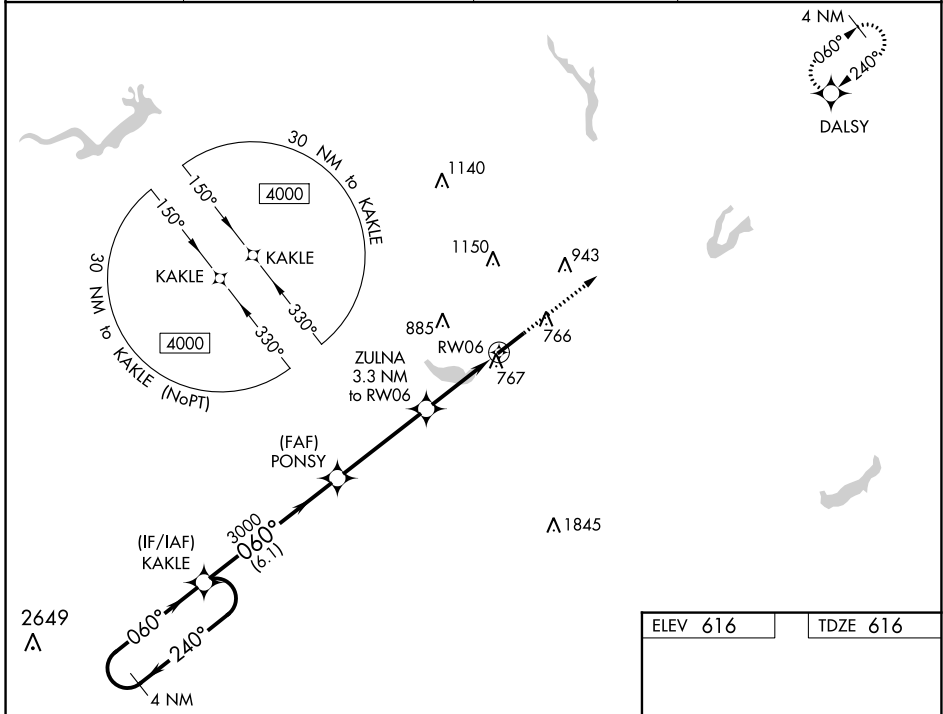 4 NM
060°
240°
DALSY
30 NM to KAKLE
150°
4000
KAKLE
330°
150°
KAKLE
4000
330°
30 NM to KAKLE (NoPT)
1140
1150
943
885
766
RW06
767
ZULNA
3.3 NM
to RW06
(FAF)
PONSY
3000
060°
(6.1)
(IF/IAF)
KAKLE
060°
240°
4 NM
1845
2649
ELEV 616
TDZE 616